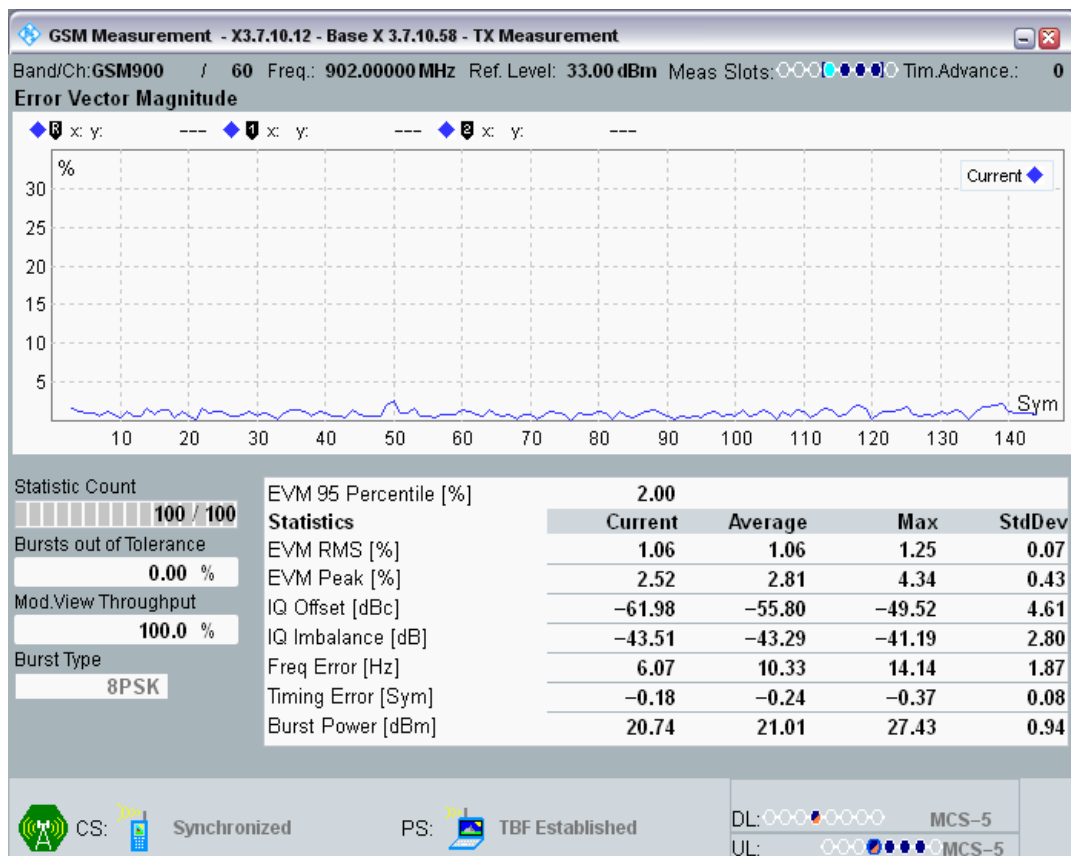 GSM Measurement - X3.7.10.12 - Base X 3.7.10.58 - TX Measurement
Band/Ch:GSM900 / 60 Freq.: 902.00000 MHz Ref. Level: 33.00 dBm Meas Slots: Tim.Advance.: 0
Error Vector Magnitude
R x: y: --- 1 x: y: --- 2 x: y: ---
%
Current
30
25
20
15
10
5
Sym
10 20 30 40 50 60 70 80 90 100 110 120 130 140
Statistic Count
100 / 100
Bursts out of Tolerance
0.00 %
Mod.View Throughput
100.0 %
Burst Type
8PSK
EVM 95 Percentile [%] 2.00
Statistics Current Average Max StdDev
EVM RMS [%] 1.06 1.06 1.25 0.07
EVM Peak [%] 2.52 2.81 4.34 0.43
IQ Offset [dBc] −61.98 −55.80 −49.52 4.61
IQ Imbalance [dB] −43.51 −43.29 −41.19 2.80
Freq Error [Hz] 6.07 10.33 14.14 1.87
Timing Error [Sym] −0.18 −0.24 −0.37 0.08
Burst Power [dBm] 20.74 21.01 27.43 0.94
CS: Synchronized PS: TBF Established
DL: MCS−5
UL: MCS−5